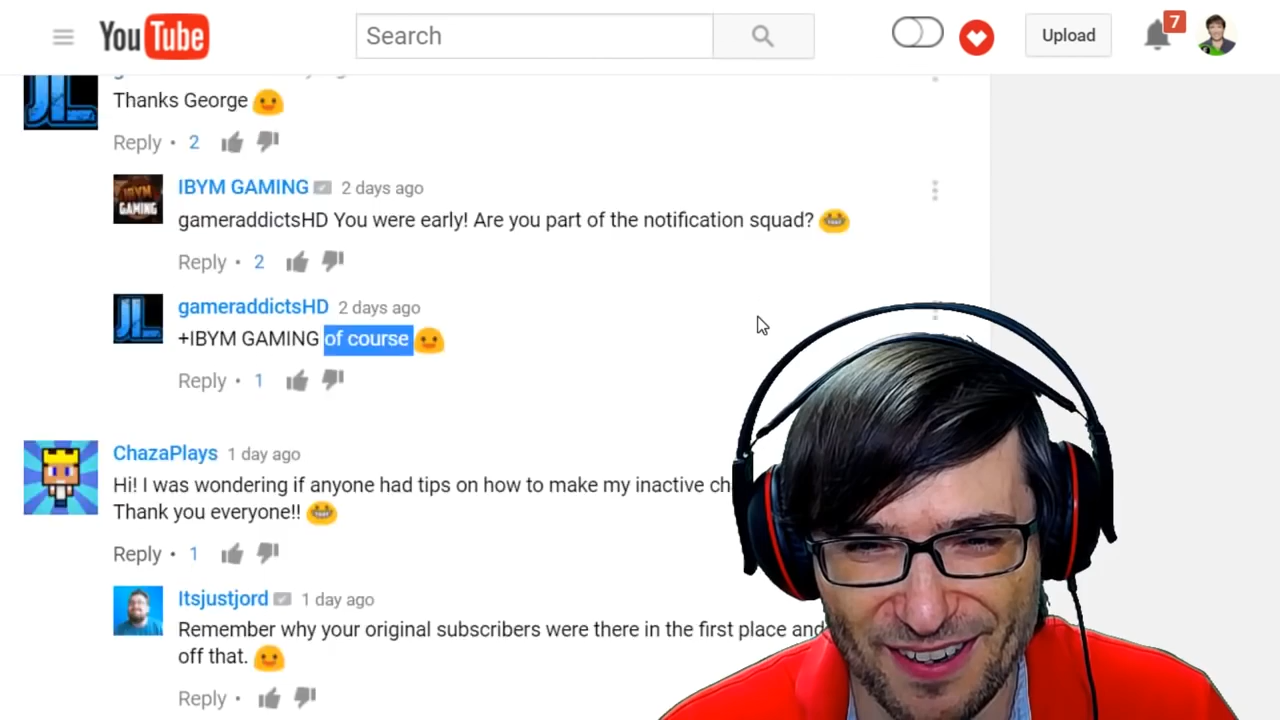 YouTube
Search
Upload
7
JL
Thanks George
Reply • 2
IBYM GAMING 2 days ago
IBYM
GAMING
gameraddictsHD You were early! Are you part of the notification squad?
Reply • 2
gameraddictsHD 2 days ago
JL
+IBYM GAMING of course
Reply • 1
ChazaPlays 1 day ago
Hi! I was wondering if anyone had tips on how to make my inactive ch
Thank you everyone!!
Reply • 1
Itsjustjord 1 day ago
Remember why your original subscribers were there in the first place and
off that.
Reply •